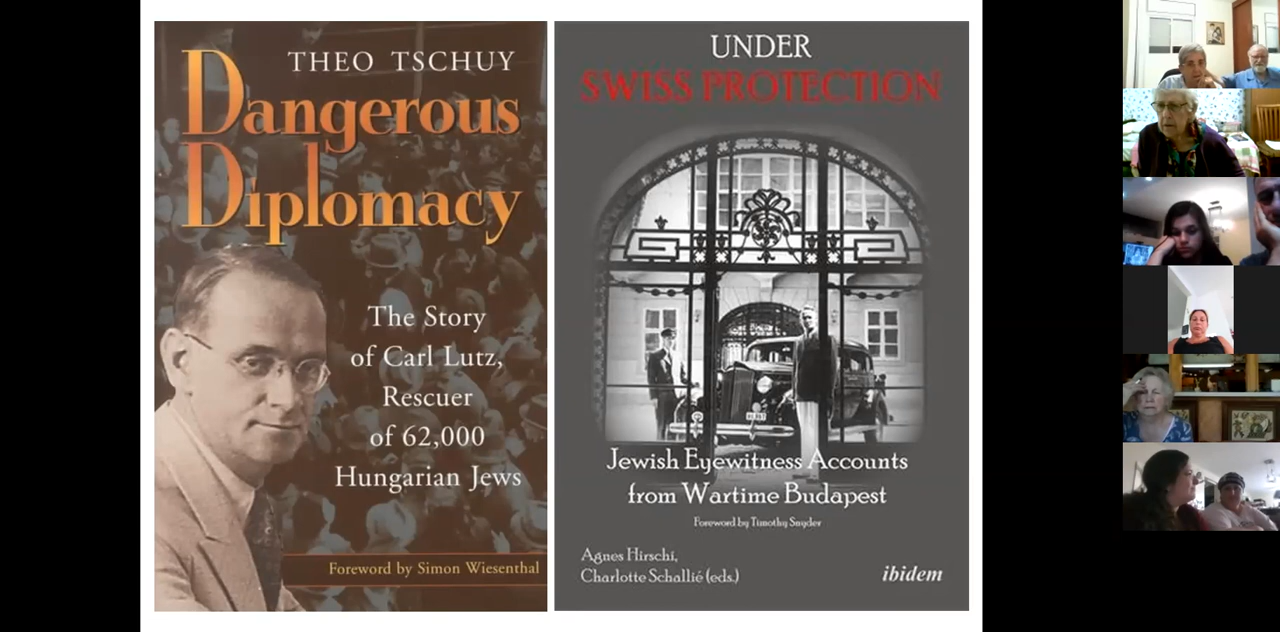 THEO TSCHUY
Dangerous
Diplomacy
The Story
of Carl Lutz,
Rescuer
of 62,000
Hungarian Jews
Foreword by Simon Wiesenthal
UNDER
SWISS PROTECTION
Jewish Eyewitness Accounts
from Wartime Budapest
Foreword by Timothy Snyder
Agnes Hirschi,
Charlotte Schallié (eds.)
ibidem